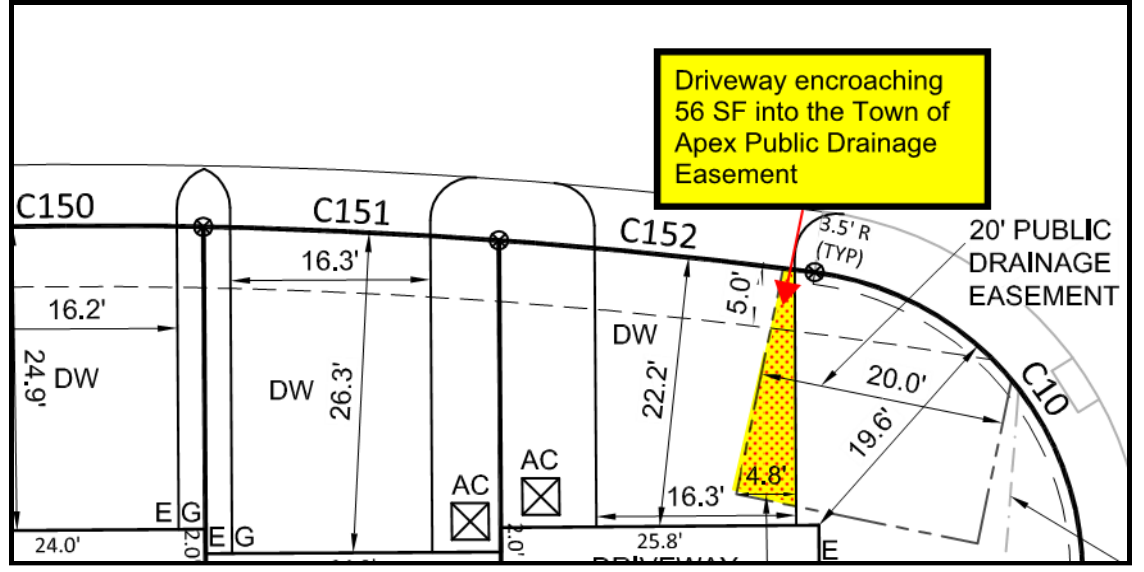 Driveway encroaching
56 SF into the Town of
Apex Public Drainage
Easement
C150
C151
C152
3.5' R
(TYP)
20' PUBLIC
DRAINAGE
EASEMENT
16.3'
5.0'
16.2'
DW
24.9'
DW
DW
26.3'
22.2'
20.0'
C10
19.6'
4.8'
AC
AC
16.3'
E G
E G
24.0'
2.0'
2.0'
25.8'
E
DRIVEWAY